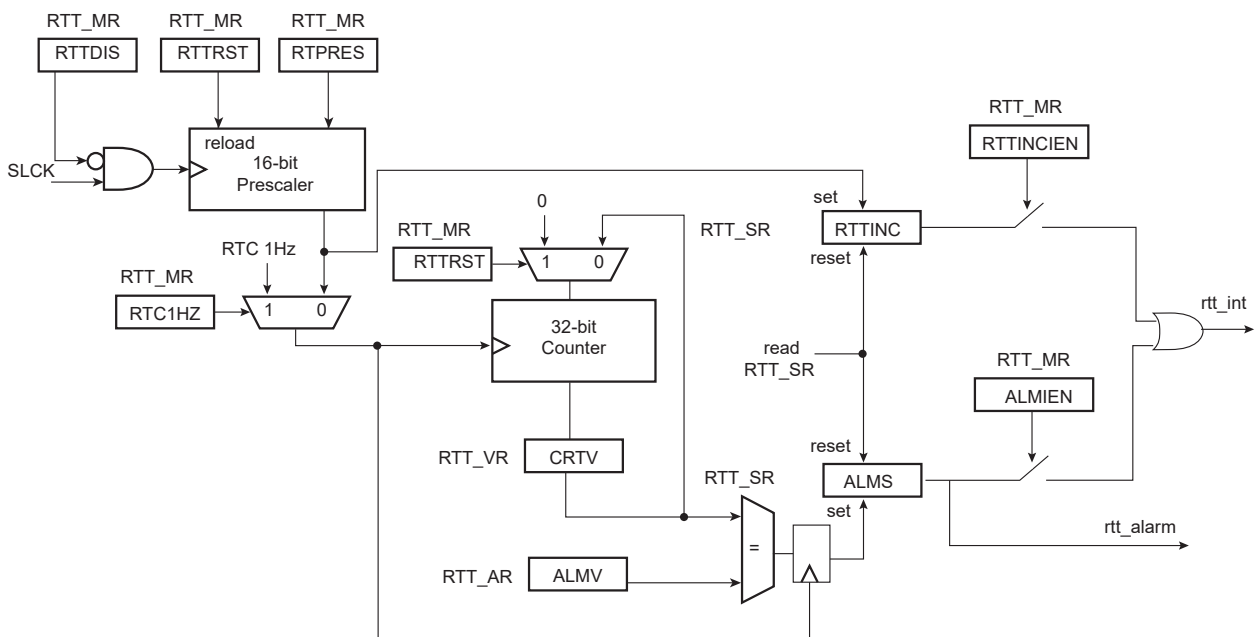 RTT_MR
RTT_MR
RTT_MR
RTTDIS
RTTRST
RTPRES
reload
16-bit
Prescaler
SLCK
RTT_MR
RTTINCIEN
0
set
RTTINC
reset
RTT_SR
RTT_MR
RTTRST
1 0
RTC 1Hz
RTT_MR
RTC1HZ
1 0
32-bit
Counter
rtt_int
read
RTT_SR
RTT_MR
ALMIEN
RTT_VR
CRTV
reset
ALMS
set
RTT_SR
=
rtt_alarm
RTT_AR
ALMV